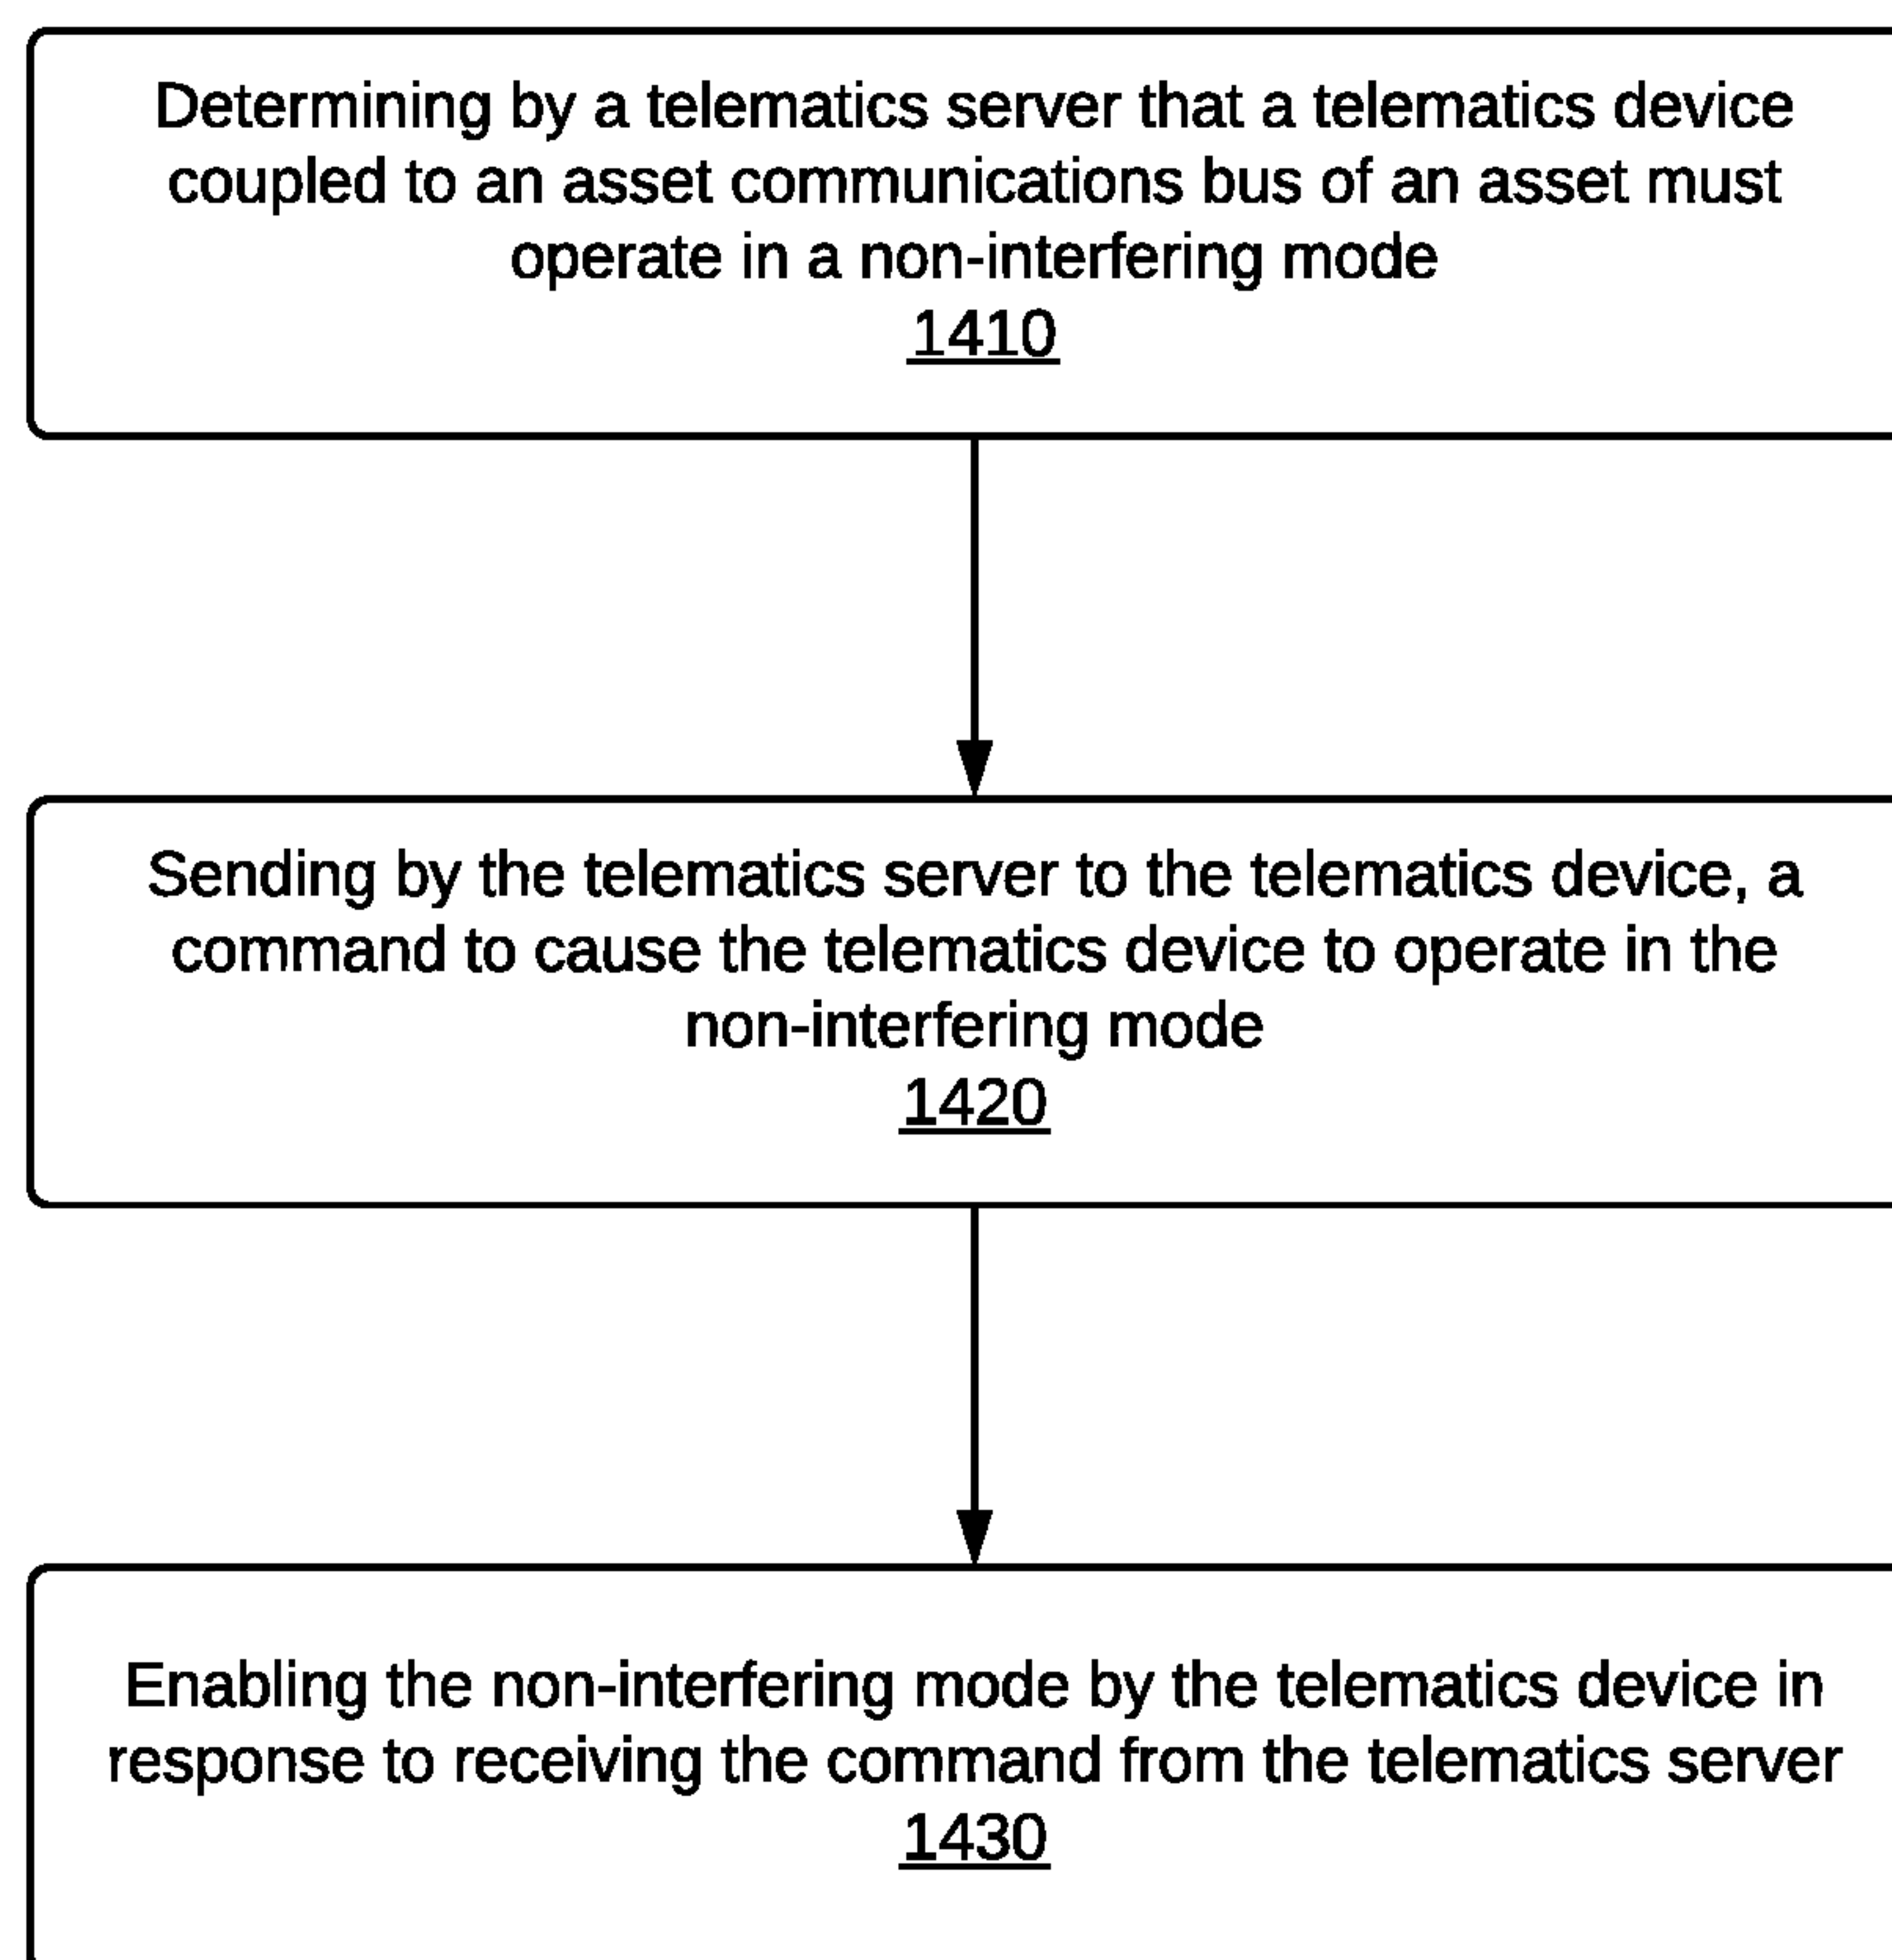 Determining by a telematics server that a telematics device
coupled to an asset communications bus of an asset must
operate in a non-interfering mode
1410
Sending by the telematics server to the telematics device, a
command to cause the telematics device to operate in the
non-interfering mode
1420
Enabling the non-interfering mode by the telematics device in
response to receiving the command from the telematics server
1430